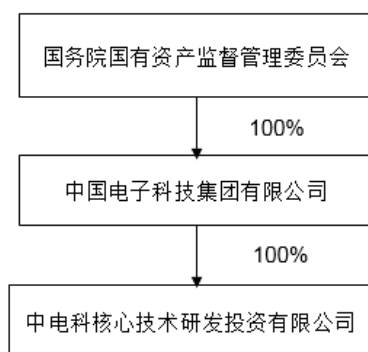 国务院国有资产监督管理委员会
100%
中国电子科技集团有限公司
100%
中电科核心技术研发投资有限公司